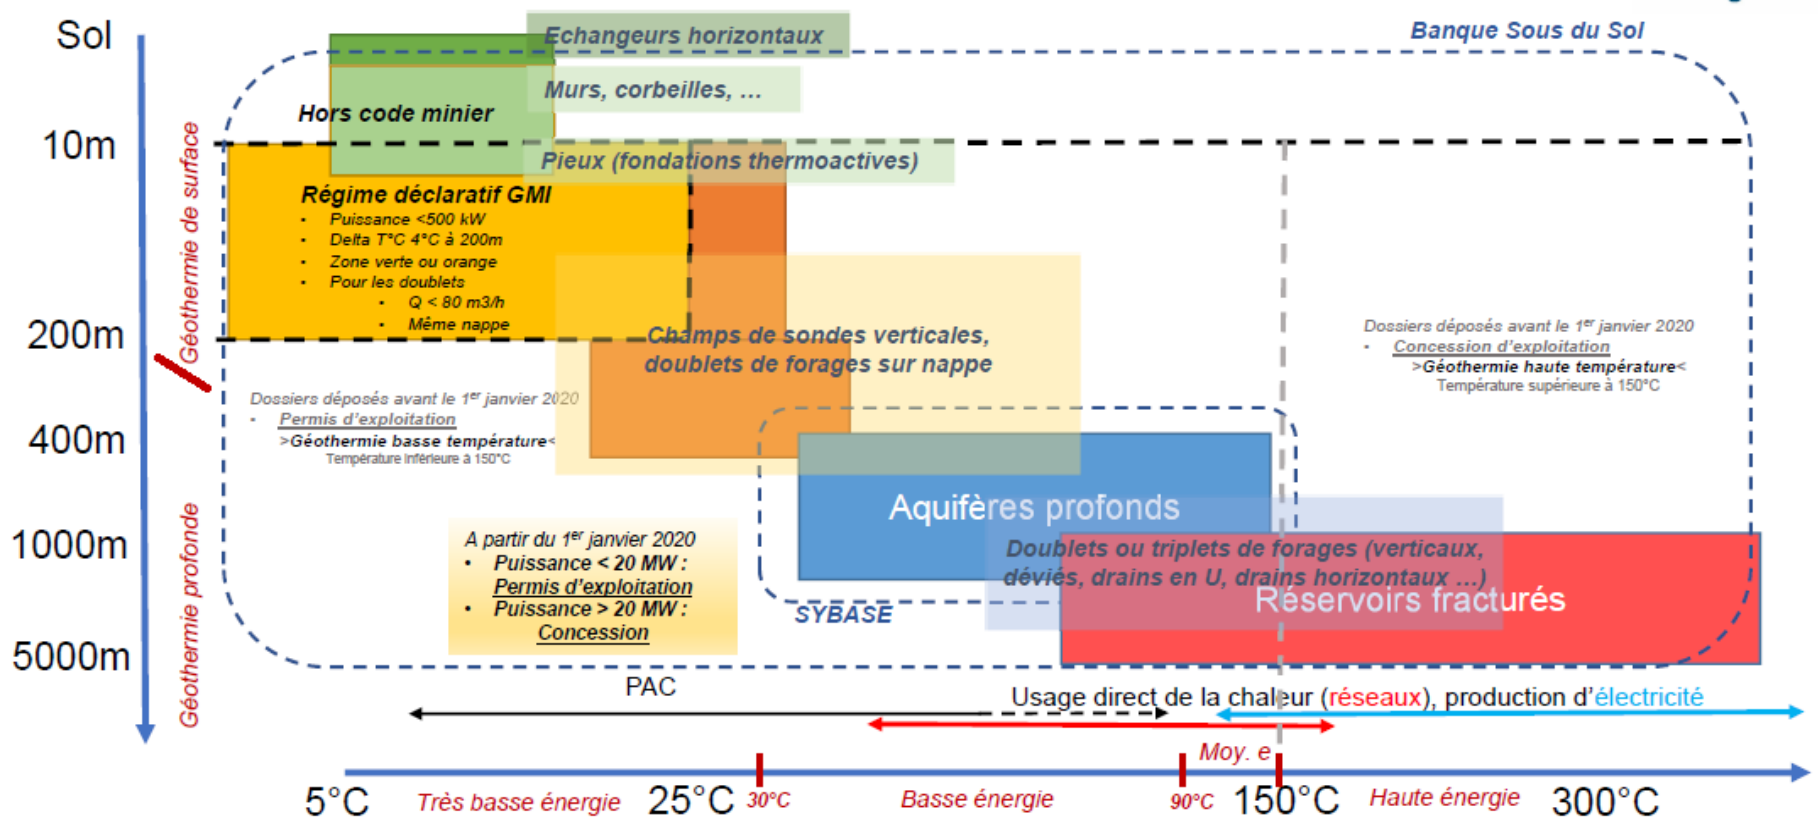 Sol
Echangeurs horizontaux
Banque Sous du Sol
Murs, corbeilles, ...
Hors code minier
10m
Pieux (fondations thermoactives)
Géothermie de surface
Régime déclaratif GMI
• Puissance <500 kW
• Delta T°C 4°C à 200m
• Zone verte ou orange
• Pour les doublets
• Q < 80 m3/h
• Même nappe
200m
Champs de sondes verticales,
doublets de forages sur nappe
Dossiers déposés avant le 1er janvier 2020
• Concession d'exploitation
>Géothermie haute température<
Température supérieure à 150°C
Dossiers déposés avant le 1er janvier 2020
• Permis d'exploitation
>Géothermie basse température<
Température inférieure à 150°C
400m
Aquifères profonds
Géothermie profonde
1000m
A partir du 1er janvier 2020
• Puissance < 20 MW :
Permis d'exploitation
• Puissance > 20 MW :
Concession
Doublets ou triplets de forages (verticaux,
déviés, drains en U, drains horizontaux ...)
Réservoirs fracturés
SYBASE
5000m
PAC
Usage direct de la chaleur (réseaux), production d'électricité
Moy. e
5°C
Très basse énergie
25°C
30°C
Basse énergie
90°C
150°C
Haute énergie
300°C